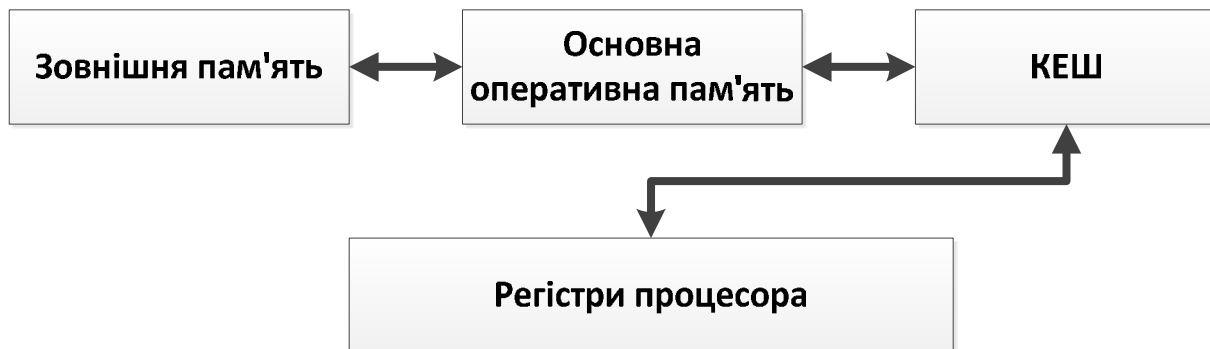 Зовнішня пам'ять
Основна
оперативна пам'ять
КЕШ
Регістри процесора